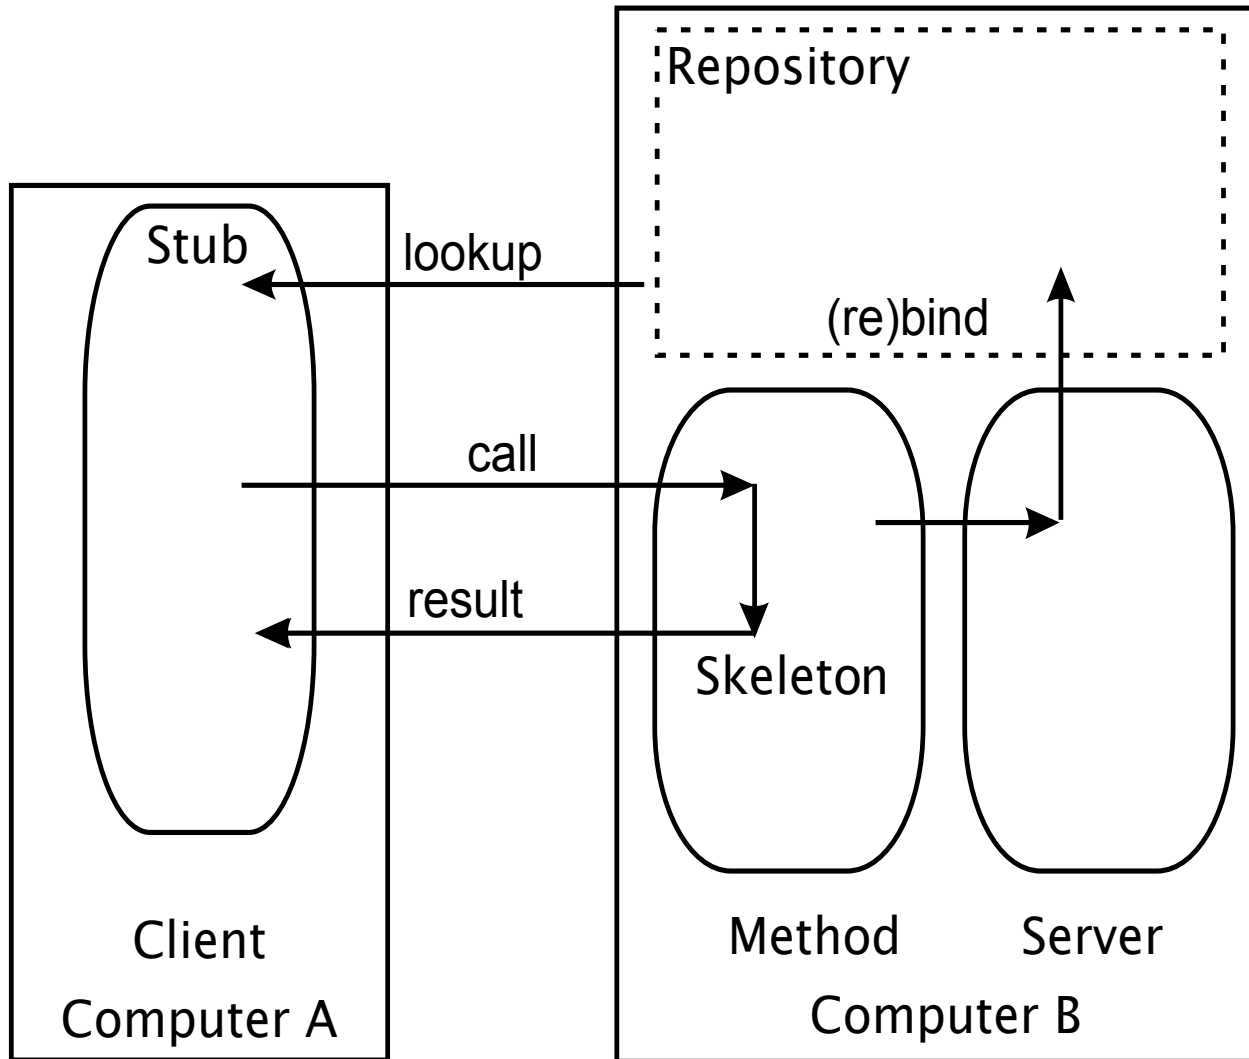 Repository
Stub
lookup
(re)bind
call
result
Skeleton
Client
Method
Server
Computer A
Computer B